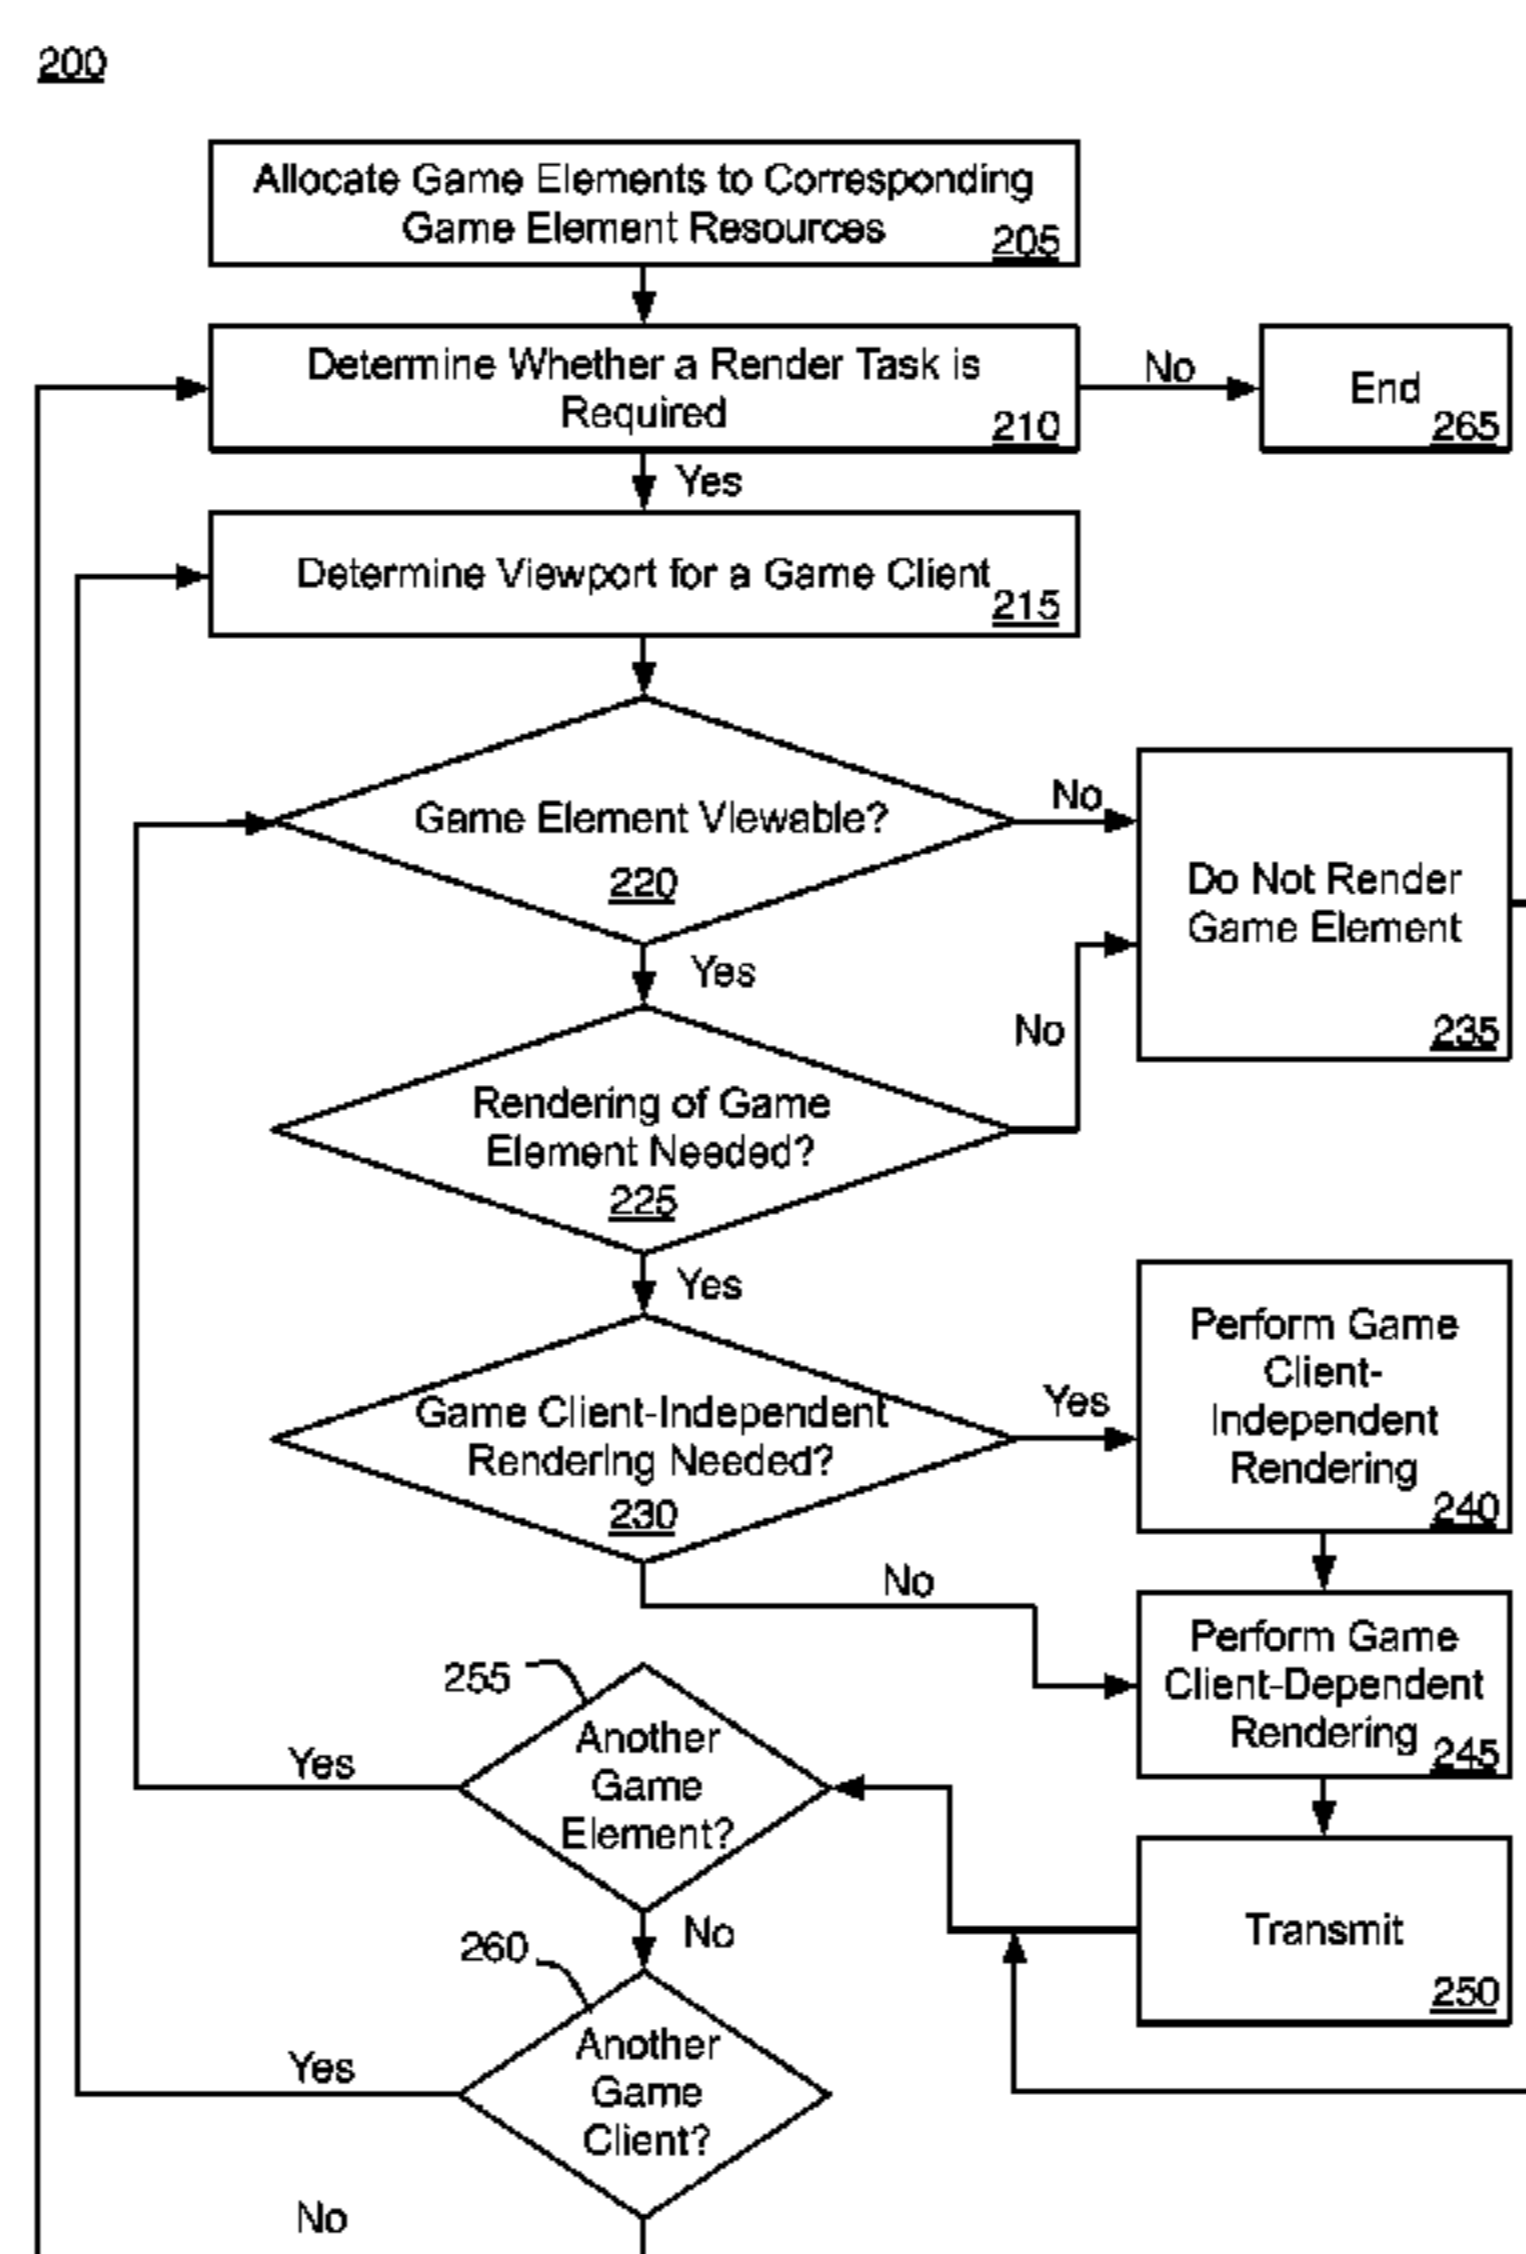 200
Allocate Game Elements to Corresponding
Game Element Resources
205
Determine Whether a Render Task is
Required
210
No
End
265
Yes
Determine Viewport for a Game Client
215
Game Element Viewable?
220
No
Do Not Render
Game Element
235
Yes
Rendering of Game
Element Needed?
225
No
Yes
Game Client-Independent
Rendering Needed?
230
Yes
Perform Game
Client-
Independent
Rendering
240
No
Perform Game
Client-Dependent
Rendering
245
255
Another
Game
Element?
Yes
No
Transmit
250
260
Another
Game
Client?
Yes
No